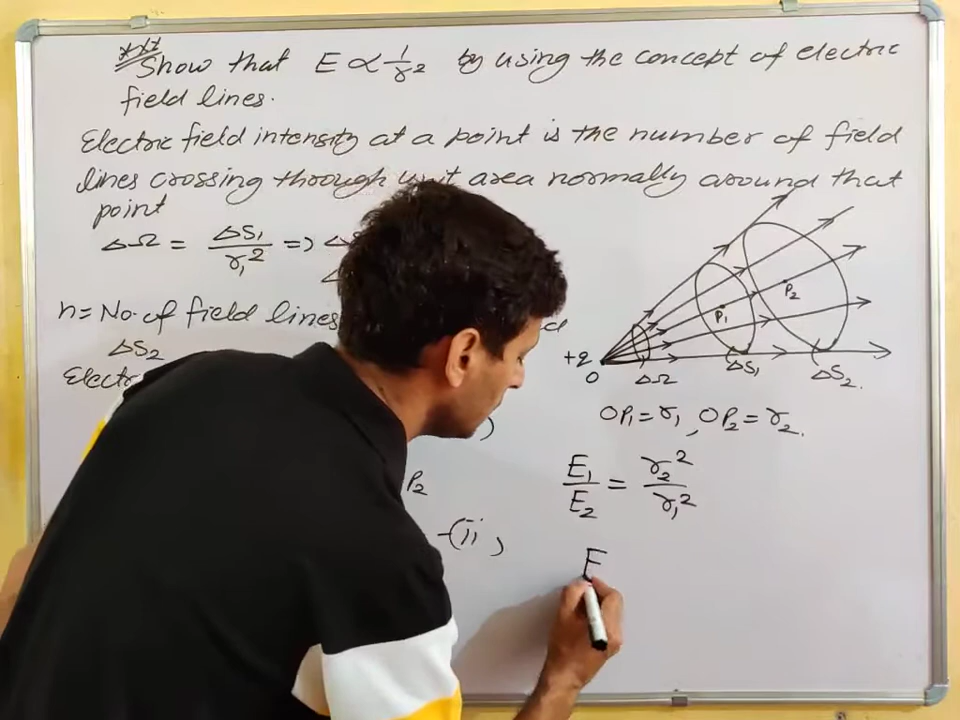 Show that E ∝ 1/r² by using the concept of electric
field lines.
Electric field intensity at a point is the number of field
lines crossing through unit area normally around that
point
ΔΩ = ΔS₁/r₁² => ΔS
n = No. of field lines
ΔS₂
Electr
)
P₂
-(ii)
P₁
P₂
+q
O
ΔΩ
ΔS₁
ΔS₂.
OP₁ = r₁, OP₂ = r₂.
E₁/E₂ = r₂²/r₁²
E